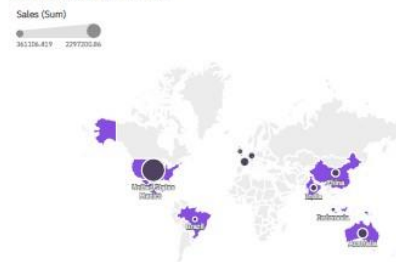 Sales (Sum)
361106.419 2297200.86
United States
Mexico
Brazil
China
India
Indonesia
Australia